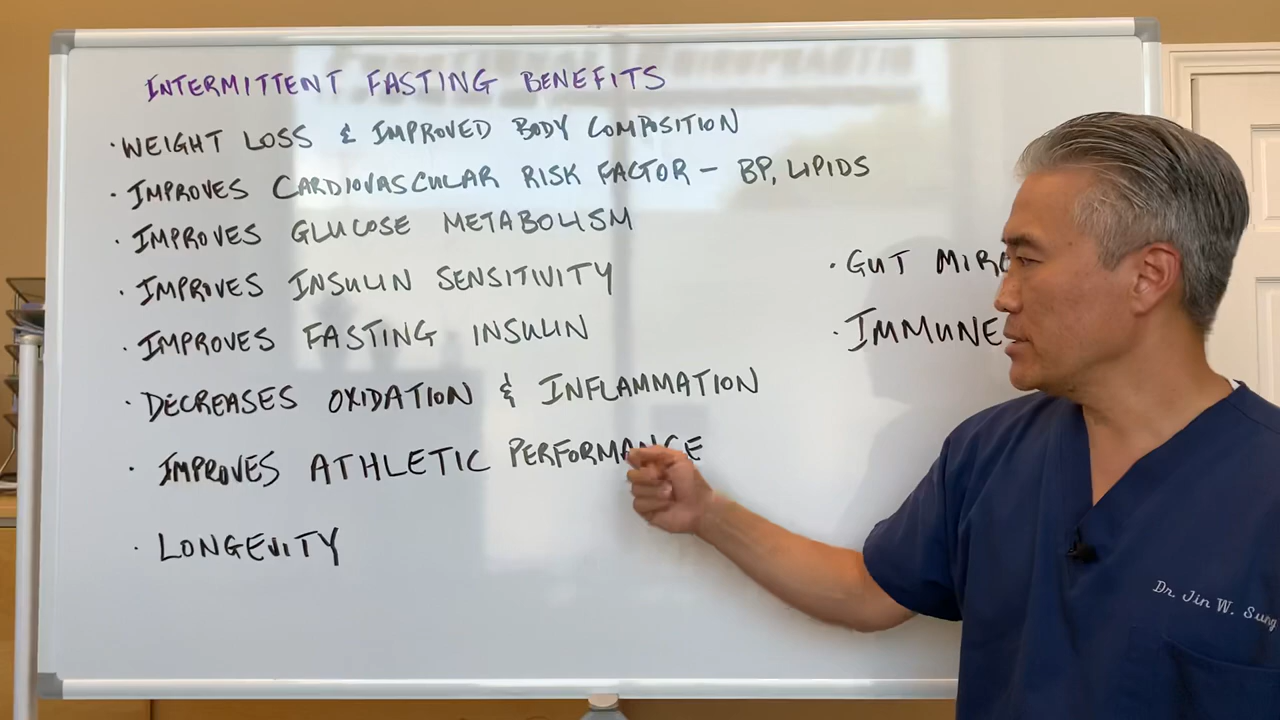 INTERMITTENT FASTING BENEFITS
· WEIGHT LOSS & IMPROVED BODY COMPOSITION
· IMPROVES CARDIOVASCULAR RISK FACTOR – BP, LIPIDS
· IMPROVES GLUCOSE METABOLISM
· IMPROVES INSULIN SENSITIVITY
· IMPROVES FASTING INSULIN
· DECREASES OXIDATION & INFLAMMATION
· IMPROVES ATHLETIC PERFORMANCE
· LONGEVITY
· GUT
· IMMUNE
Dr Jin W. Sung